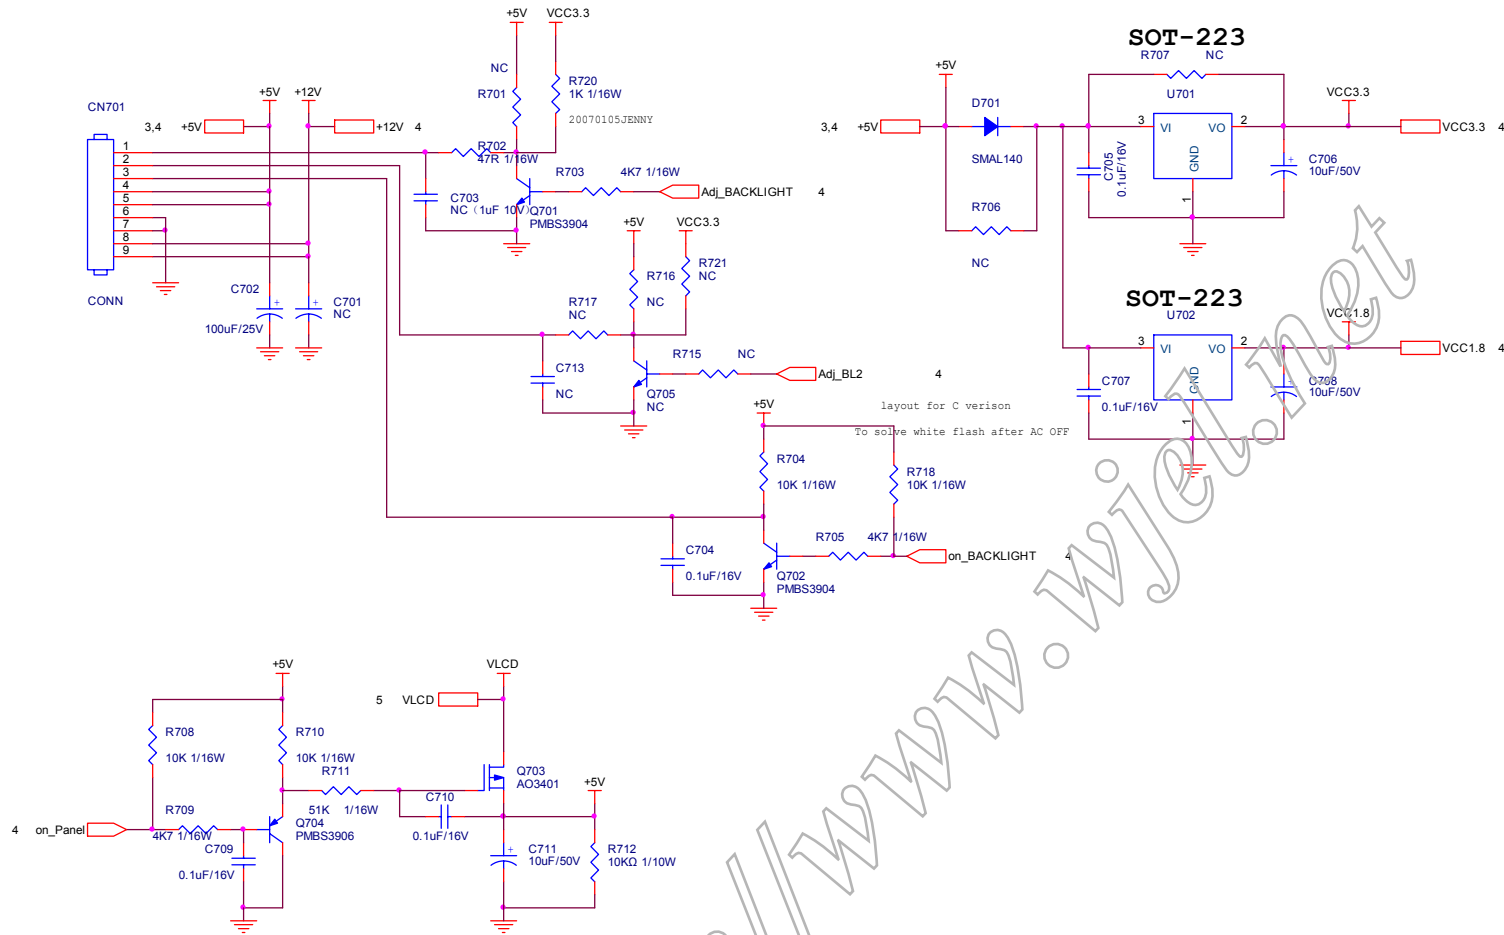 +5V VCC3.3
SOT-223
NC R720 R707 NC
R701 1K 1/16W
20070105JENNY
+5V U701 VCC3.3
CN701 +5V +12V D701
3,4 +5V +12V 4
3,4 +5V 3 VI VO 2 VCC3.3 4
SMAL140 GND 1
C705 0.1uF/16V
C706
10uF/50V
R706
NC
1
2
3
4
5
6
7
8
9
CONN
R702
47R 1/16W
R703 4K7 1/16W
Adj_BACKLIGHT 4
C703
NC (1uF 10V)
Q701
PMBS3904
+5V VCC3.3
R716
NC
R721
NC
C702
100uF/25V
C701
NC
R717
NC
C713
NC
R715 NC
Adj_BL2 4
Q705
NC
SOT-223
U702 VCC1.8
3 VI VO 2 VCC1.8 4
GND 1
C707
0.1uF/16V
C708
10uF/50V
layout for C verison
To solve white flash after AC OFF
+5V
R704
10K 1/16W
R718
10K 1/16W
R705 4K7 1/16W
on_BACKLIGHT 4
C704
0.1uF/16V
Q702
PMBS3904
+5V VLCD
5 VLCD
R708
10K 1/16W
R710
10K 1/16W
R711
51K 1/16W
Q703
AO3401
+5V
C710
0.1uF/16V
4 on_Panel
R709
4K7 1/16W
Q704
PMBS3906
C709
0.1uF/16V
C711
10uF/50V
R712
10KΩ 1/10W
//www.wjel.net